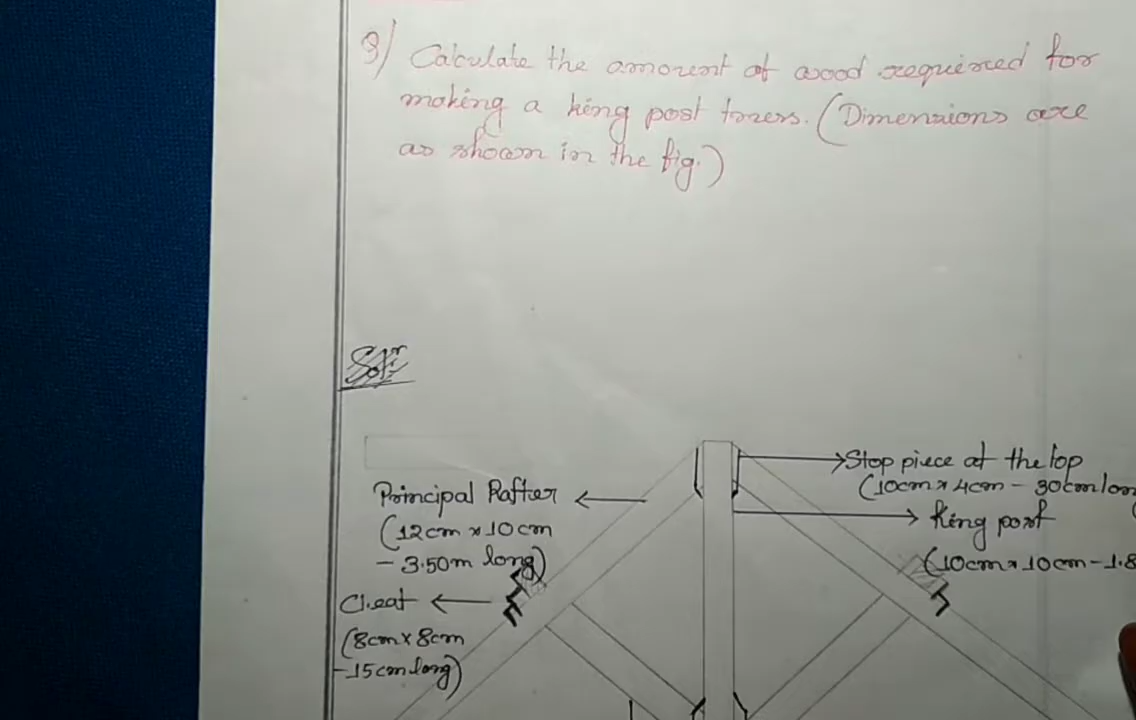 Q) Calculate the amount of wood required for
making a king post truss. (Dimensions are
as shown in the fig.)
Solⁿ
Stop piece at the top
(10cm x 4cm - 30cm lon
Principal Rafter
(12cm x 10cm
- 3.50m long)
King post
(10cm x 10cm - 1.8
Cleat
(8cm x 8cm
-15cm long)